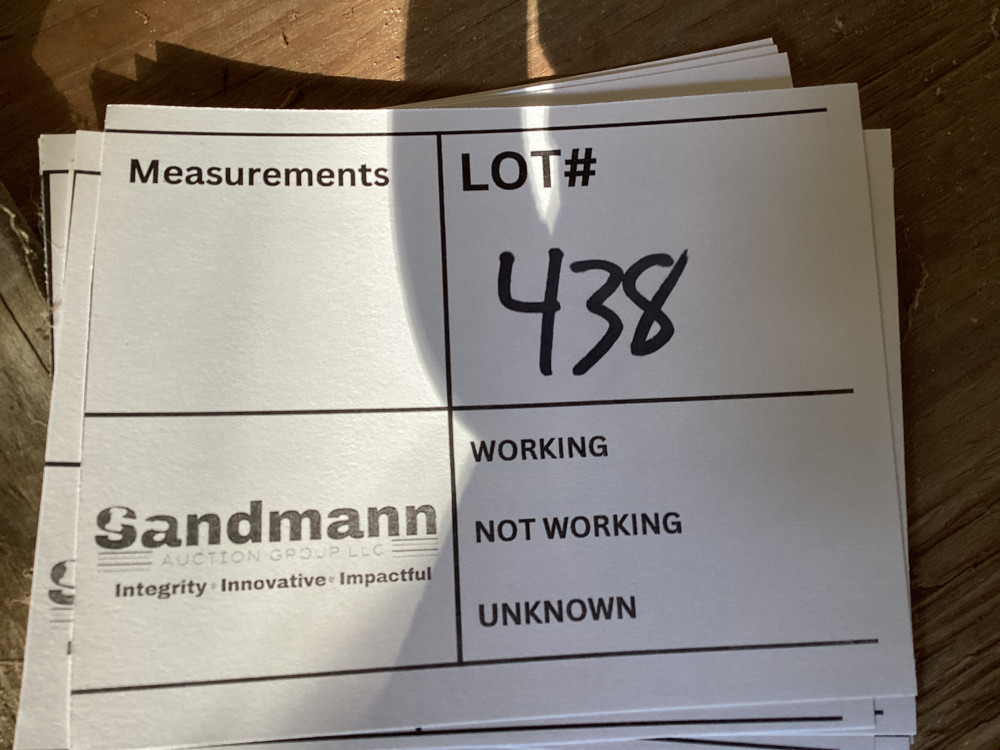 Measurements
LOT#
438
WORKING
NOT WORKING
UNKNOWN
Sandmann
AUCTION GROUP LLC
Integrity • Innovative • Impactful